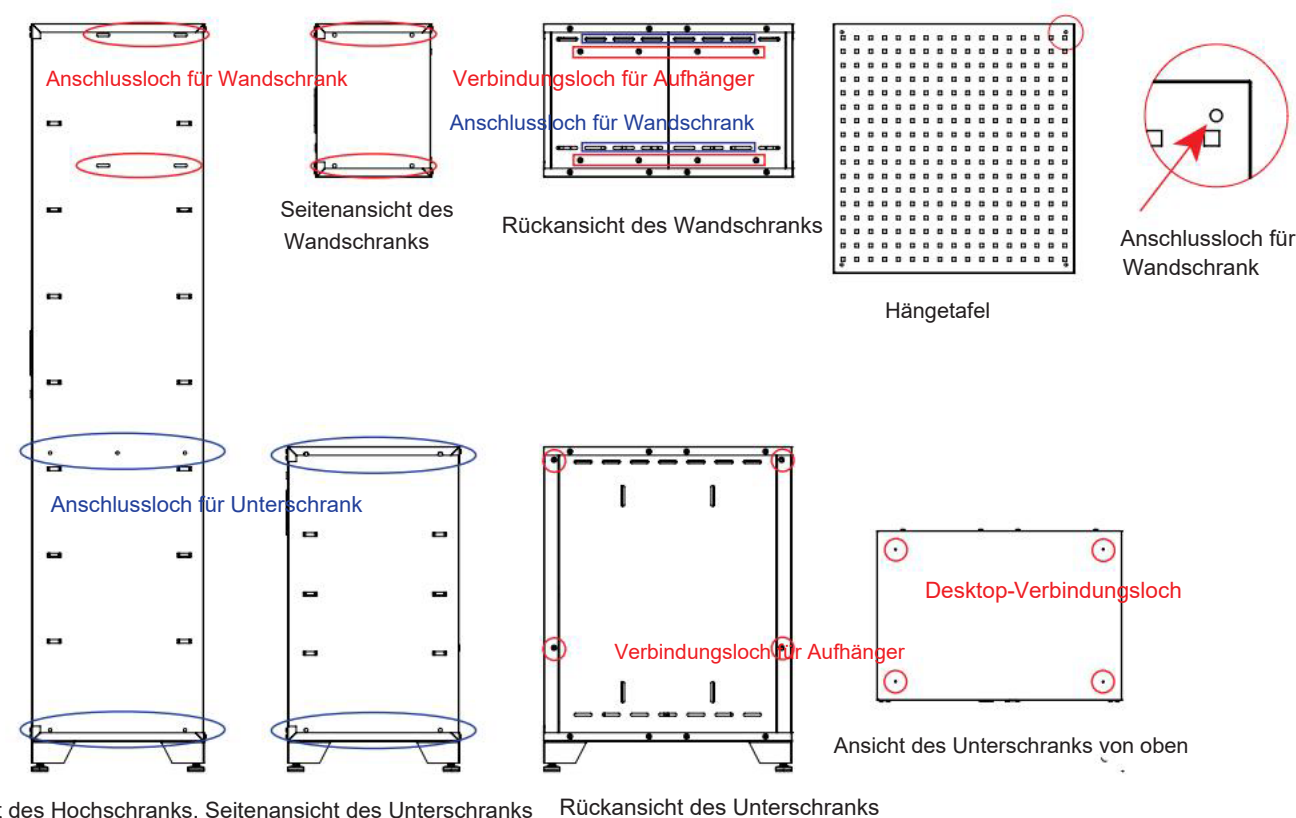 Anschlussloch für Wandschrank
Verbindungsloch für Aufhänger
Anschlussloch für Wandschrank
Seitenansicht des
Wandschranks
Rückansicht des Wandschranks
Anschlussloch für
Wandschrank
Hängetafel
Anschlussloch für Unterschrank
Desktop-Verbindungsloch
Verbindungsloch für Aufhänger
Ansicht des Unterschranks von oben
des Hochschranks. Seitenansicht des Unterschranks
Rückansicht des Unterschranks